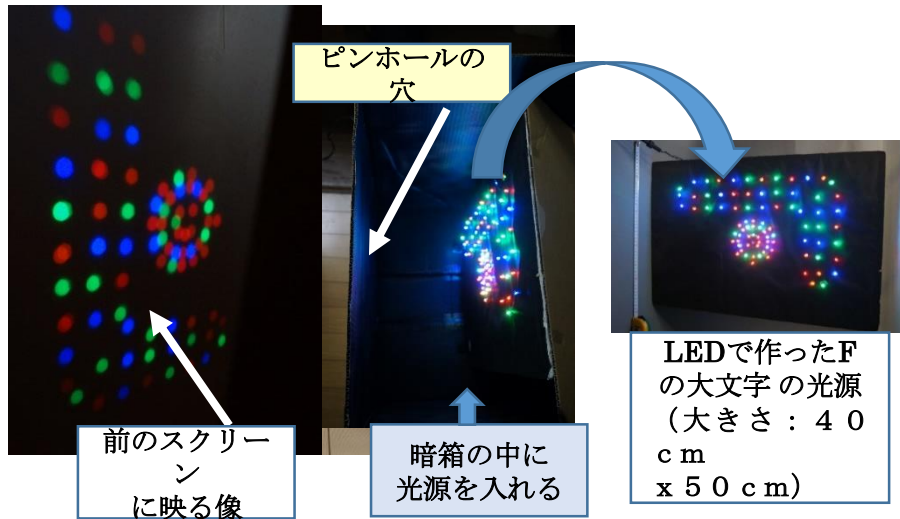 ピンホールの
穴
前のスクリー
ン
に映る像
暗箱の中に
光源を入れる
LEDで作ったF
の大文字 の光源
（大きさ：４０
ｃｍ
ｘ５０ｃｍ）